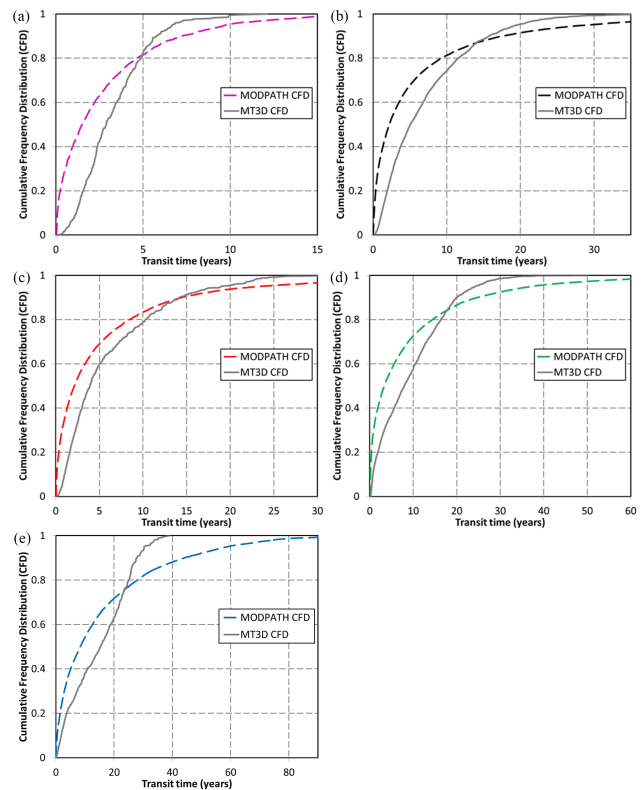 (a)
Cumulative Frequency Distribution (CFD)
1
0.8
0.6
0.4
0.2
0
MODPATH CFD
MT3D CFD
0 5 10 15
Transit time (years)
(b)
Cumulative Frequency Distribution (CFD)
1
0.8
0.6
0.4
0.2
0
MODPATH CFD
MT3D CFD
0 10 20 30
Transit time (years)
(c)
Cumulative Frequency Distribution (CFD)
1
0.8
0.6
0.4
0.2
0
MODPATH CFD
MT3D CFD
0 5 10 15 20 25 30
Transit time (years)
(d)
Cumulative Frequency Distribution (CFD)
1
0.8
0.6
0.4
0.2
0
MODPATH CFD
MT3D CFD
0 10 20 30 40 50 60
Transit time (years)
(e)
Cumulative Frequency Distribution (CFD)
1
0.8
0.6
0.4
0.2
0
MODPATH CFD
MT3D CFD
0 20 40 60 80
Transit time (years)